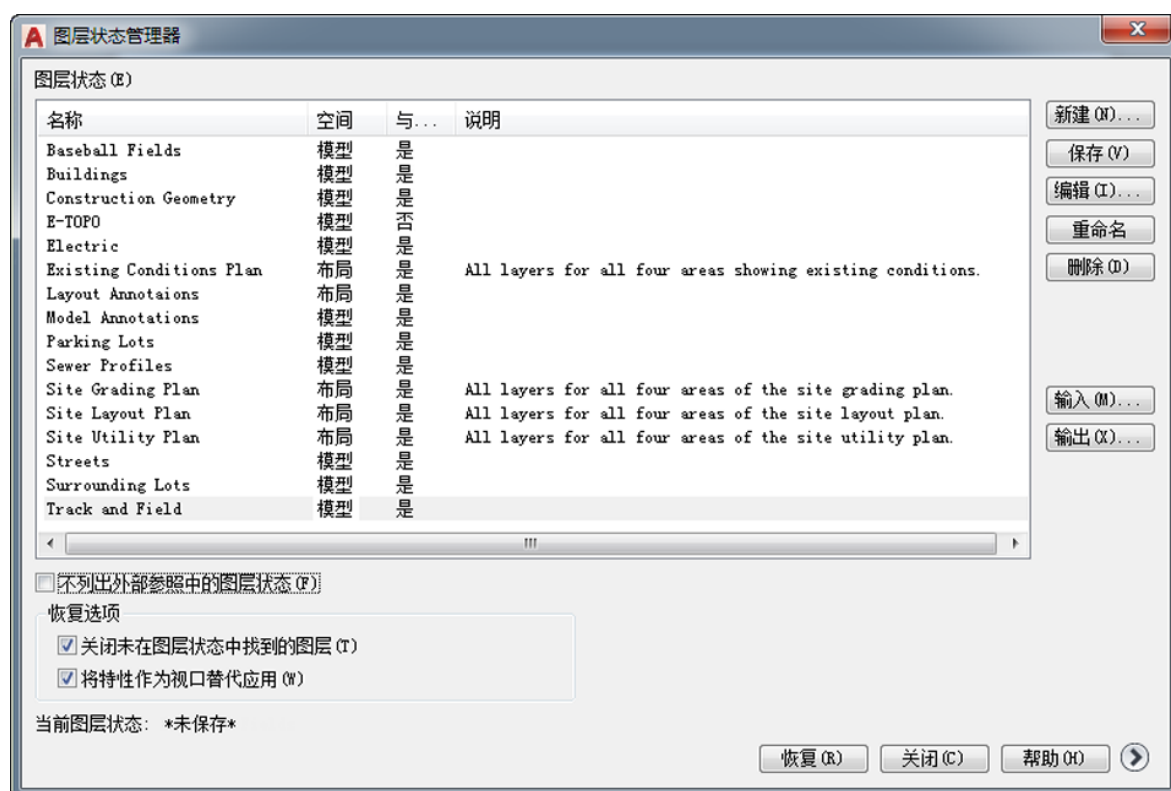 图层状态管理器
图层状态(E)
名称 空间 与... 说明
Baseball Fields 模型 是
Buildings 模型 是
Construction Geometry 模型 是
E-TOPO 模型 否
Electric 模型 是
Existing Conditions Plan 布局 是 All layers for all four areas showing existing conditions.
Layout Annotaions 布局 是
Model Annotations 模型 是
Parking Lots 模型 是
Sewer Profiles 模型 是
Site Grading Plan 布局 是 All layers for all four areas of the site grading plan.
Site Layout Plan 布局 是 All layers for all four areas of the site layout plan.
Site Utility Plan 布局 是 All layers for all four areas of the site utility plan.
Streets 模型 是
Surrounding Lots 模型 是
Track and Field 模型 是
新建(N)...
保存(V)
编辑(I)...
重命名
删除(D)
输入(M)...
输出(X)...
不列出外部参照中的图层状态(F)
恢复选项
关闭未在图层状态中找到的图层(T)
将特性作为视口替代应用(W)
当前图层状态: *未保存*
恢复(R) 关闭(C) 帮助(H)